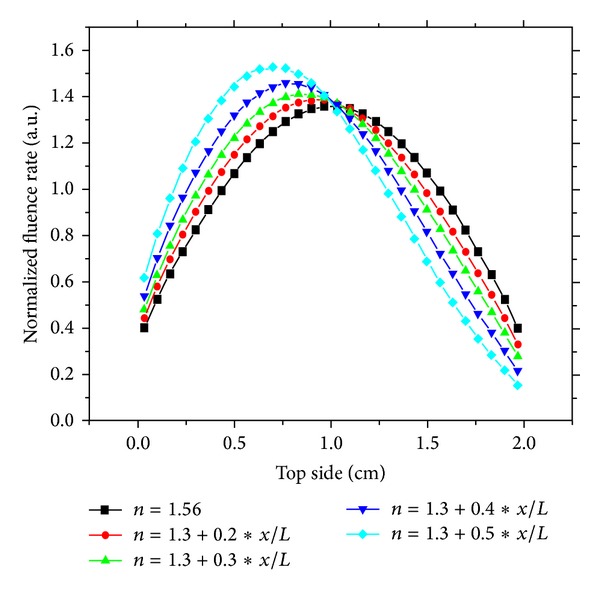 1.6
1.4
1.2
1.0
0.8
0.6
0.4
0.2
0.0
Normalized fluence rate (a.u.)
0.0 0.5 1.0 1.5 2.0
Top side (cm)
n = 1.56
n = 1.3 + 0.2 ∗ x/L
n = 1.3 + 0.3 ∗ x/L
n = 1.3 + 0.4 ∗ x/L
n = 1.3 + 0.5 ∗ x/L